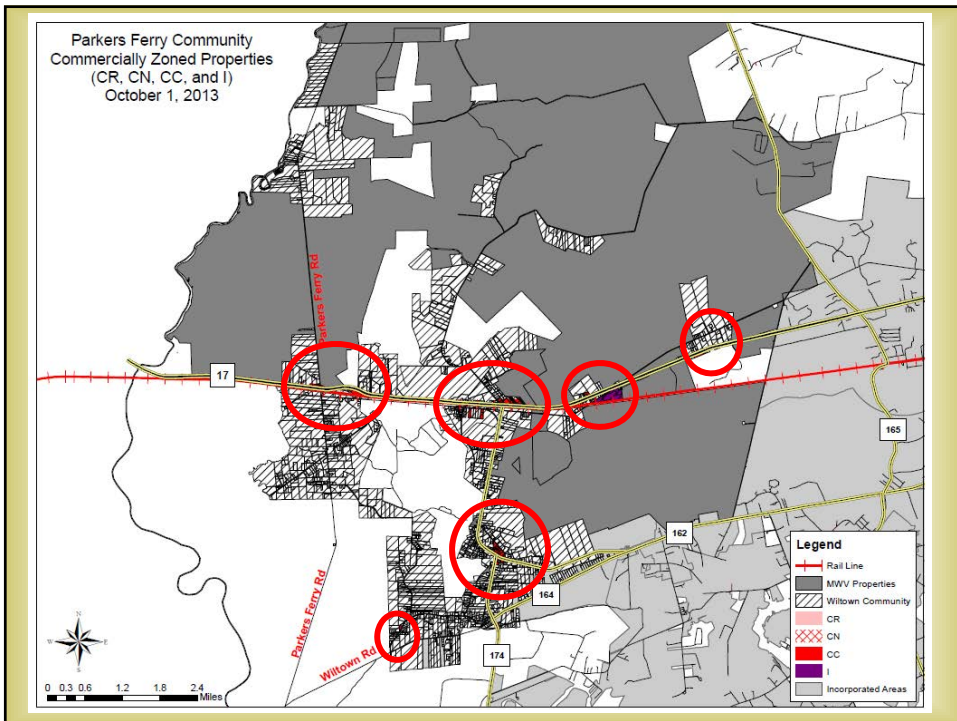 Parkers Ferry Community
Commercially Zoned Properties
(CR, CN, CC, and I)
October 1, 2013
Parkers Ferry Rd
17
165
162
164
174
Parkers Ferry Rd
Wiltown Rd
N
W
E
S
0 0.3 0.6 1.2 1.8 2.4
Miles
Legend
Rail Line
MWV Properties
Wiltown Community
CR
CN
CC
I
Incorporated Areas